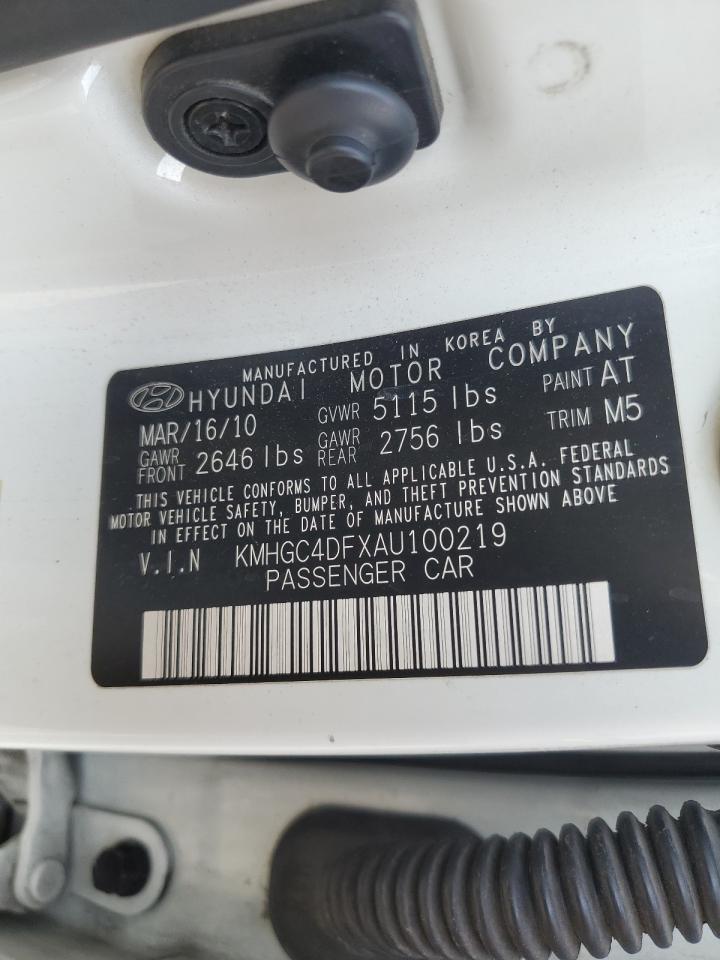 MANUFACTURED IN KOREA BY
HYUNDAI MOTOR COMPANY
MAR/16/10 GVWR 5115 lbs PAINT AT
GAWR FRONT 2646 lbs GAWR REAR 2756 lbs TRIM M5
THIS VEHICLE CONFORMS TO ALL APPLICABLE U.S.A. FEDERAL
MOTOR VEHICLE SAFETY, BUMPER, AND THEFT PREVENTION STANDARDS
IN EFFECT ON THE DATE OF MANUFACTURE SHOWN ABOVE
V.I.N KMHGC4DFXAU100219
PASSENGER CAR